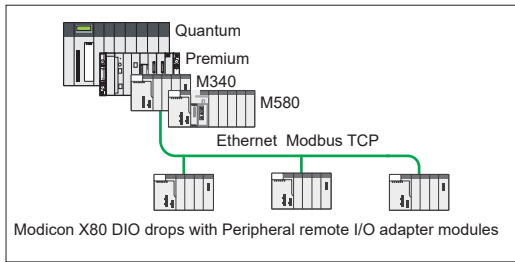 Quantum
Premium
M340
M580
Ethernet Modbus TCP
Modicon X80 DIO drops with Peripheral remote I/O adapter modules